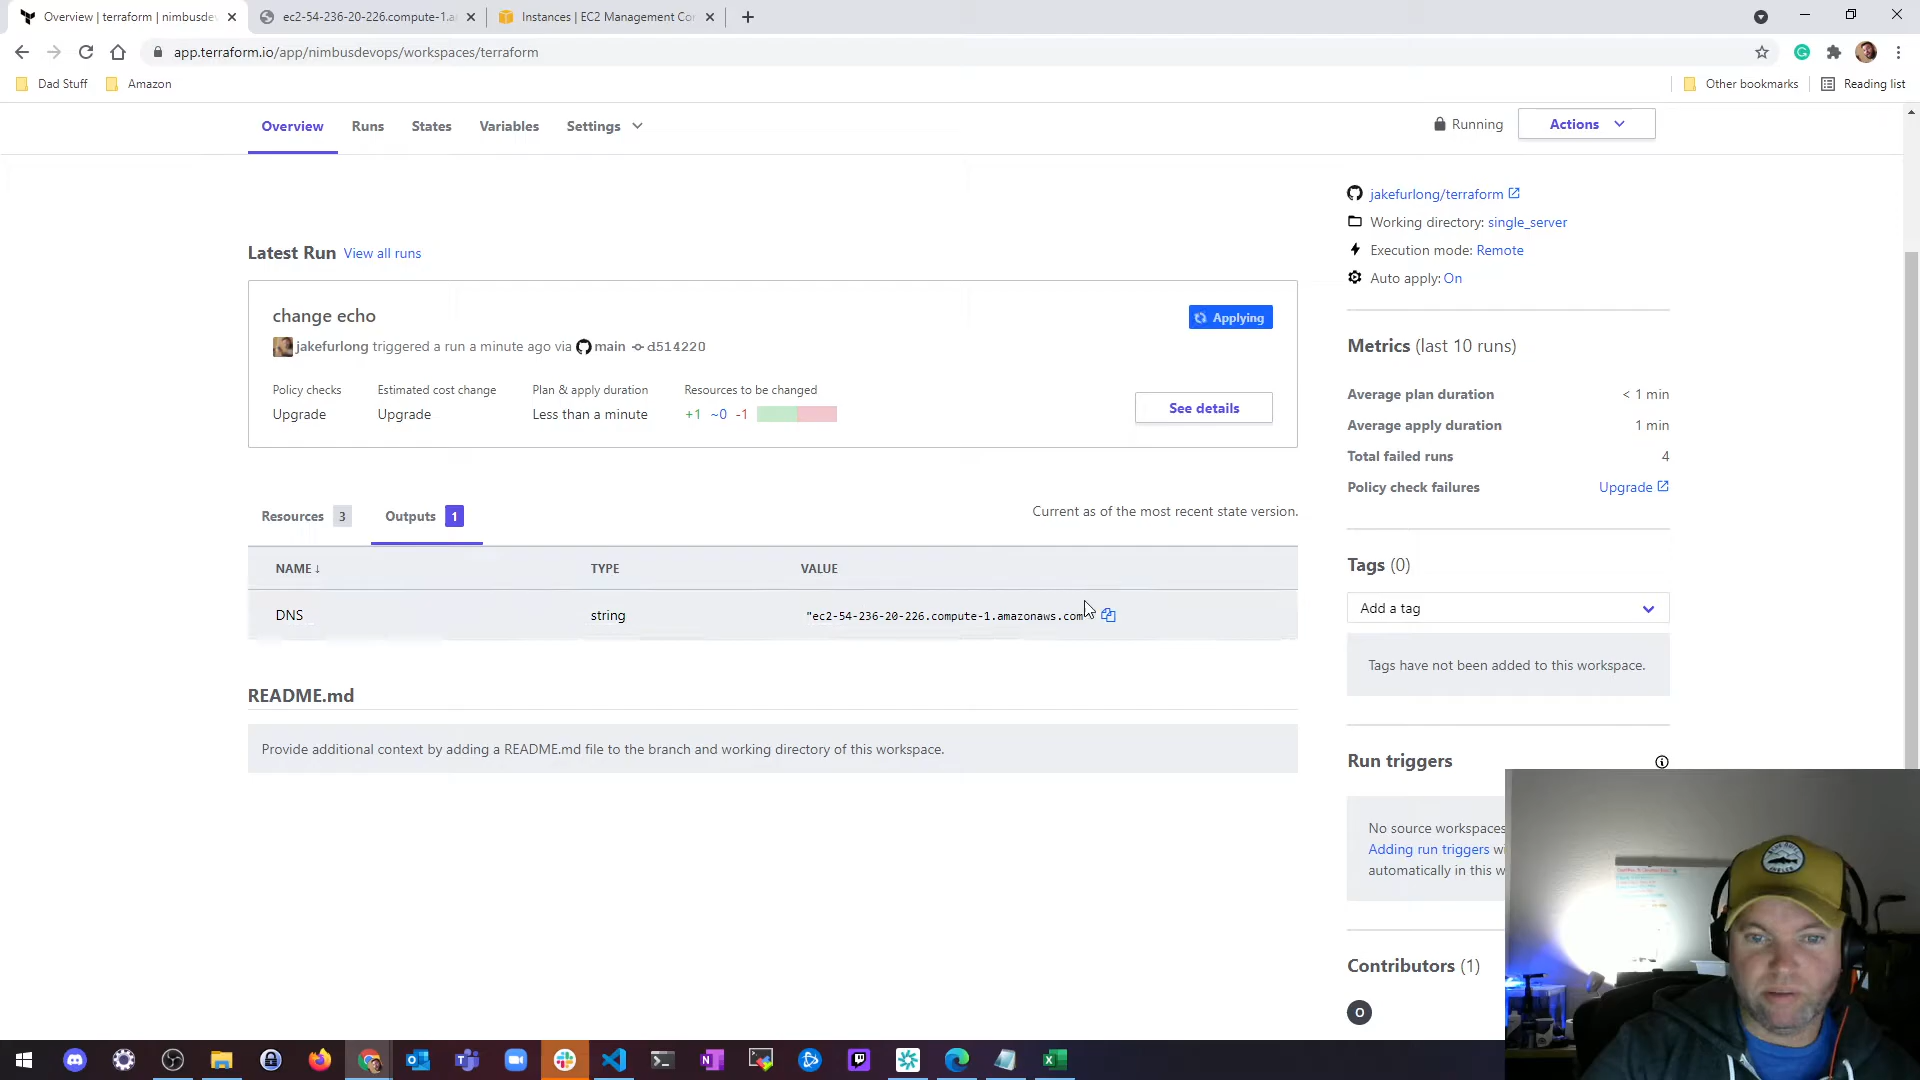 Overview | terraform | nimbusdev
ec2-54-236-20-226.compute-1.a
Instances | EC2 Management Con
app.terraform.io/app/nimbusdevops/workspaces/terraform
Dad Stuff
Amazon
Other bookmarks
Reading list
Overview
Runs
States
Variables
Settings
Running
Actions
jakefurlong/terraform
Working directory: single_server
Execution mode: Remote
Auto apply: On
Latest Run View all runs
change echo
Applying
jakefurlong triggered a run a minute ago via main d514220
Policy checks
Estimated cost change
Plan & apply duration
Resources to be changed
Upgrade
Upgrade
Less than a minute
+1 ~0 -1
See details
Metrics (last 10 runs)
Average plan duration < 1 min
Average apply duration 1 min
Total failed runs 4
Policy check failures Upgrade
Resources 3
Outputs 1
Current as of the most recent state version.
NAME ↓
TYPE
VALUE
DNS
string
"ec2-54-236-20-226.compute-1.amazonaws.com
README.md
Provide additional context by adding a README.md file to the branch and working directory of this workspace.
Tags (0)
Add a tag
Tags have not been added to this workspace.
Run triggers
No source workspaces
Adding run triggers wi
automatically in this w
Contributors (1)
O